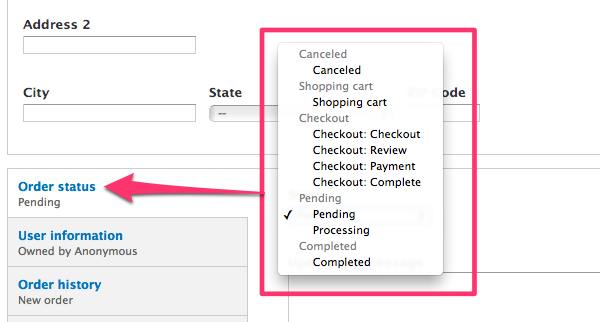 Address 2
City
State
--
Code
Canceled
Canceled
Shopping cart
Shopping cart
Checkout
Checkout: Checkout
Checkout: Review
Checkout: Payment
Checkout: Complete
Pending
Pending
Processing
Completed
Completed
Order status
Pending
User information
Owned by Anonymous
Order history
New order